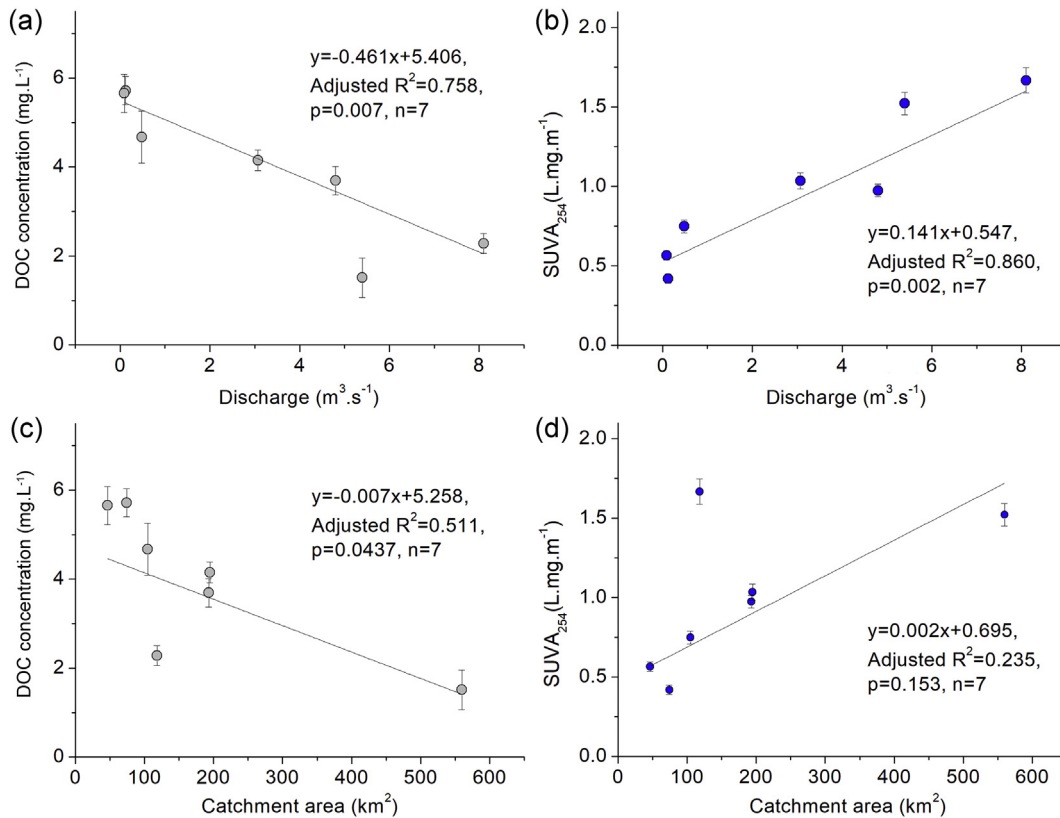 (a)
DOC concentration (mg.L⁻¹)
6
4
2
0
y=-0.461x+5.406,
Adjusted R²=0.758,
p=0.007, n=7
0 2 4 6 8
Discharge (m³.s⁻¹)
(b)
SUVA₂₅₄(L.mg.m⁻¹)
2.0
1.5
1.0
0.5
0.0
y=0.141x+0.547,
Adjusted R²=0.860,
p=0.002, n=7
0 2 4 6 8
Discharge (m³.s⁻¹)
(c)
DOC concentration (mg.L⁻¹)
6
4
2
0
y=-0.007x+5.258,
Adjusted R²=0.511,
p=0.0437, n=7
0 100 200 300 400 500 600
Catchment area (km²)
(d)
SUVA₂₅₄(L.mg.m⁻¹)
2.0
1.5
1.0
0.5
0.0
y=0.002x+0.695,
Adjusted R²=0.235,
p=0.153, n=7
0 100 200 300 400 500 600
Catchment area (km²)